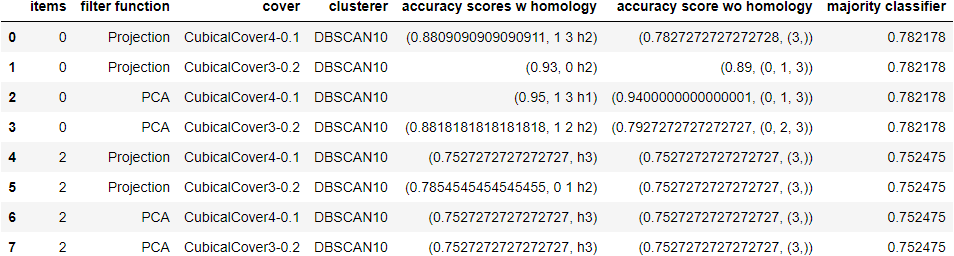 items filter function cover clusterer accuracy scores w homology accuracy score wo homology majority classifier
0 0 Projection CubicalCover4-0.1 DBSCAN10 (0.8809090909090911, 1 3 h2) (0.7827272727272728, (3,)) 0.782178
1 0 Projection CubicalCover3-0.2 DBSCAN10 (0.93, 0 h2) (0.89, (0, 1, 3)) 0.782178
2 0 PCA CubicalCover4-0.1 DBSCAN10 (0.95, 1 3 h1) (0.9400000000000001, (0, 1, 3)) 0.782178
3 0 PCA CubicalCover3-0.2 DBSCAN10 (0.8818181818181818, 1 2 h2) (0.7927272727272727, (0, 2, 3)) 0.782178
4 2 Projection CubicalCover4-0.1 DBSCAN10 (0.7527272727272727, h3) (0.7527272727272727, (3,)) 0.752475
5 2 Projection CubicalCover3-0.2 DBSCAN10 (0.7854545454545455, 0 1 h2) (0.7527272727272727, (3,)) 0.752475
6 2 PCA CubicalCover4-0.1 DBSCAN10 (0.7527272727272727, h3) (0.7527272727272727, (3,)) 0.752475
7 2 PCA CubicalCover3-0.2 DBSCAN10 (0.7527272727272727, h3) (0.7527272727272727, (3,)) 0.752475